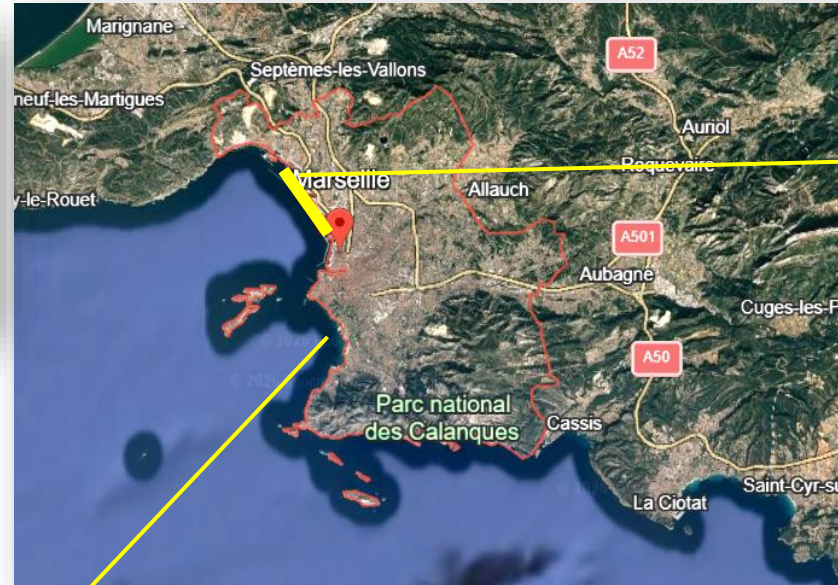 Marignane
A52
Septèmes-les-Vallons
neuf-les-Martigues
Auriol
Roquevaire
Marseille
Allauch
y-le-Rouet
A501
Aubagne
Cuges-les-P
A50
Parc national
des Calanques
Cassis
Saint-Cyr-su
La Ciotat